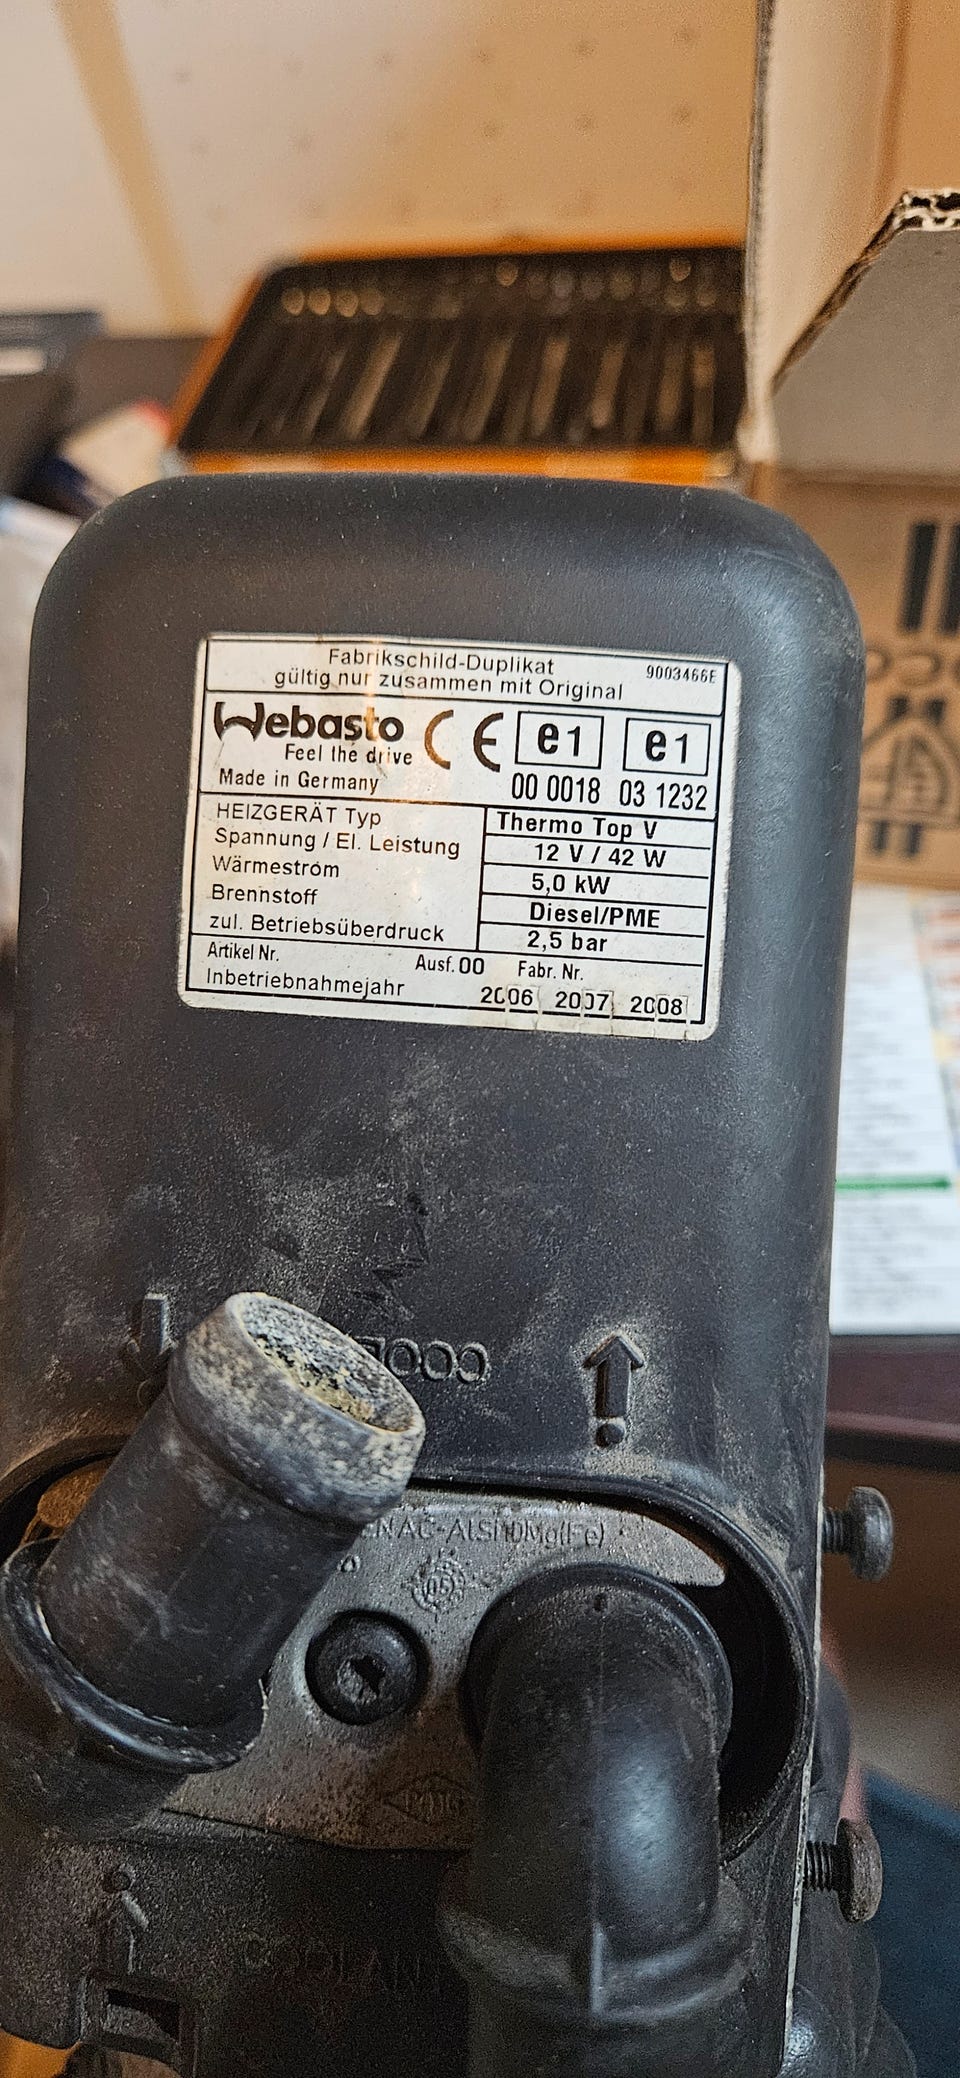 Fabrikschild-Duplikat
gültig nur zusammen mit Original
9003466E
Webasto
Feel the drive
Made in Germany
CE
e1
e1
00 0018
03 1232
HEIZGERÄT Typ
Thermo Top V
Spannung / El. Leistung
12 V / 42 W
Wärmestrom
5,0 kW
Brennstoff
Diesel/PME
zul. Betriebsüberdruck
2,5 bar
Artikel Nr.
Ausf. 00
Fabr. Nr.
Inbetriebnahmejahr
2006 2007 2008
05